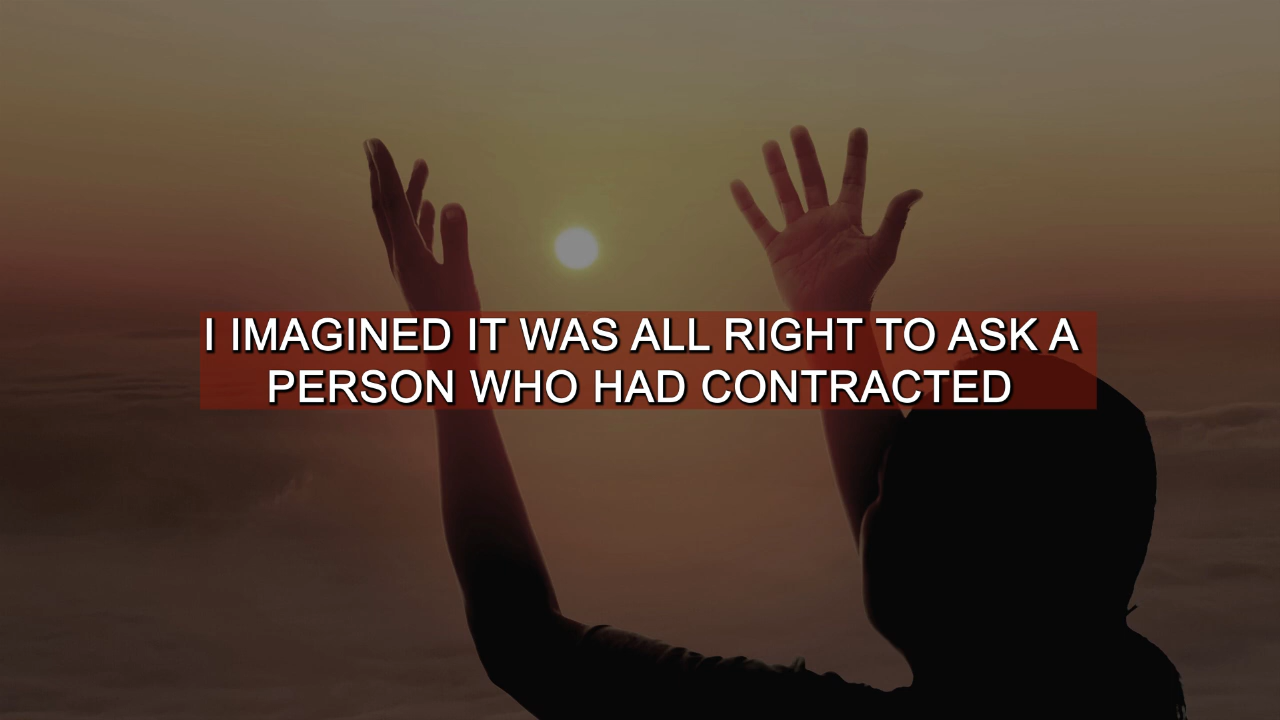 I IMAGINED IT WAS ALL RIGHT TO ASK A
PERSON WHO HAD CONTRACTED